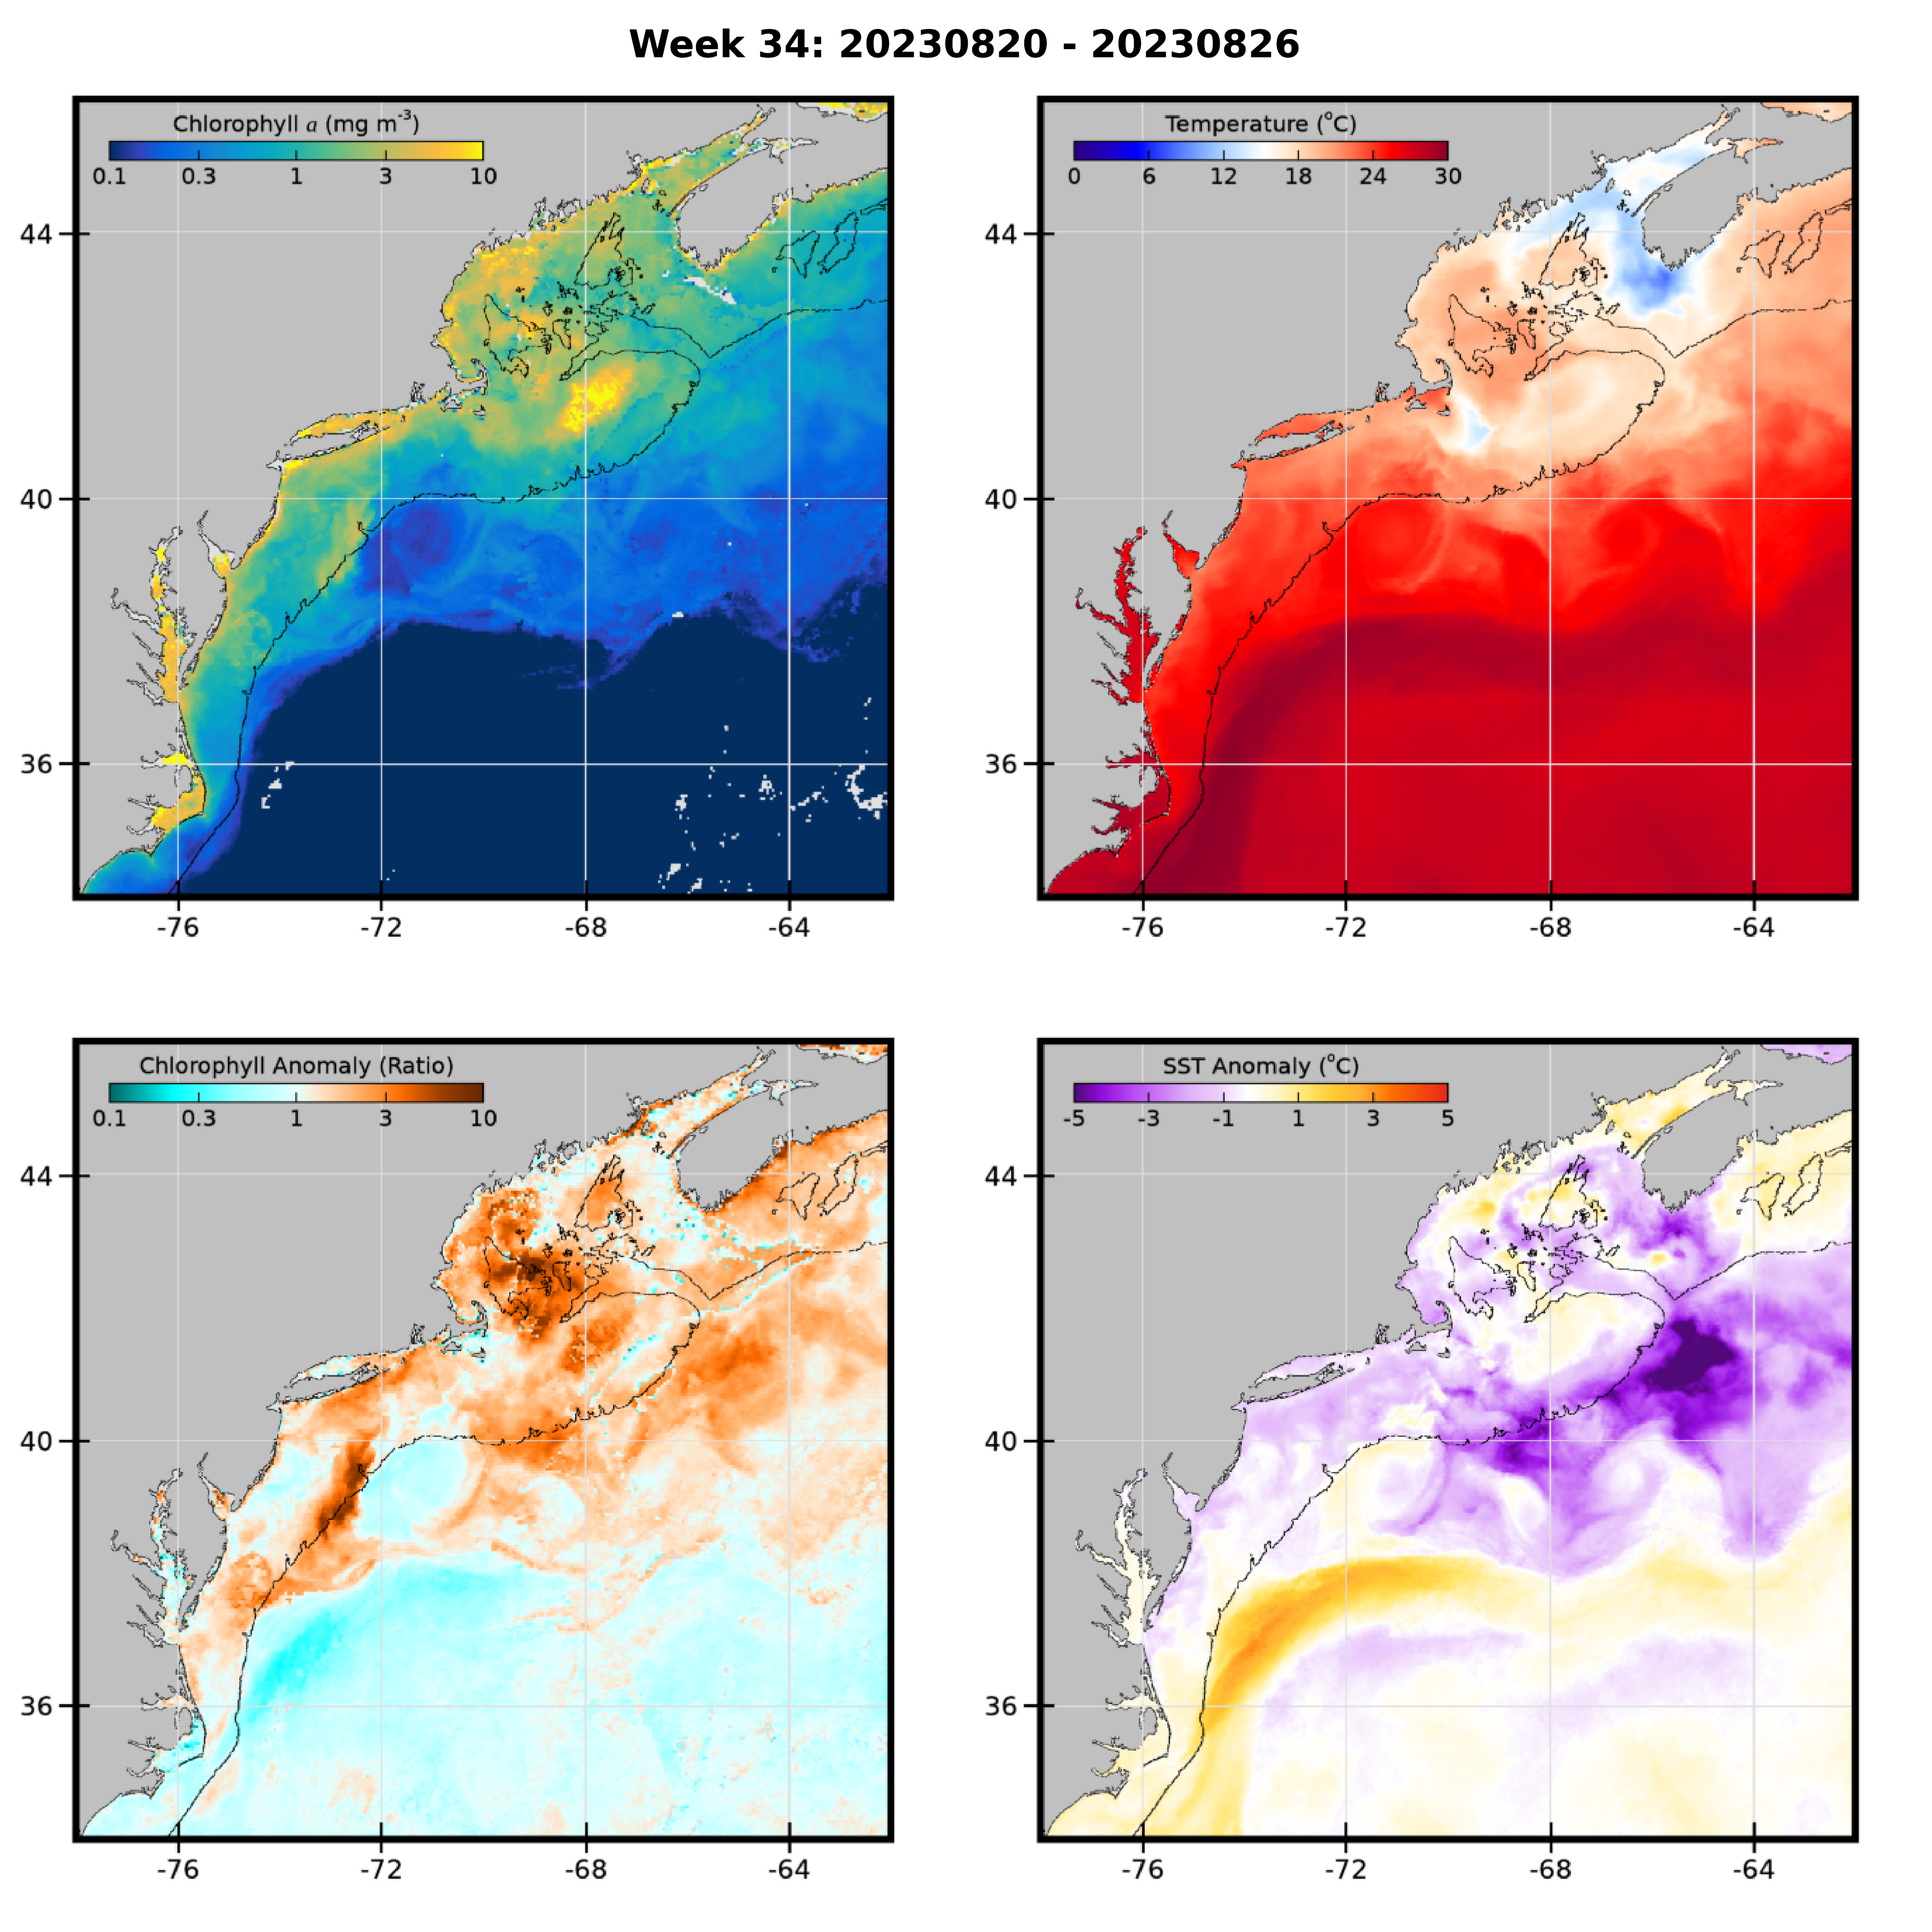 Week 34: 20230820 - 20230826
Chlorophyll a (mg m-3)
0.1 0.3 1 3 10
44
40
36
-76 -72 -68 -64
Temperature (°C)
0 6 12 18 24 30
44
40
36
-76 -72 -68 -64
Chlorophyll Anomaly (Ratio)
0.1 0.3 1 3 10
44
40
36
-76 -72 -68 -64
SST Anomaly (°C)
-5 -3 -1 1 3 5
44
40
36
-76 -72 -68 -64